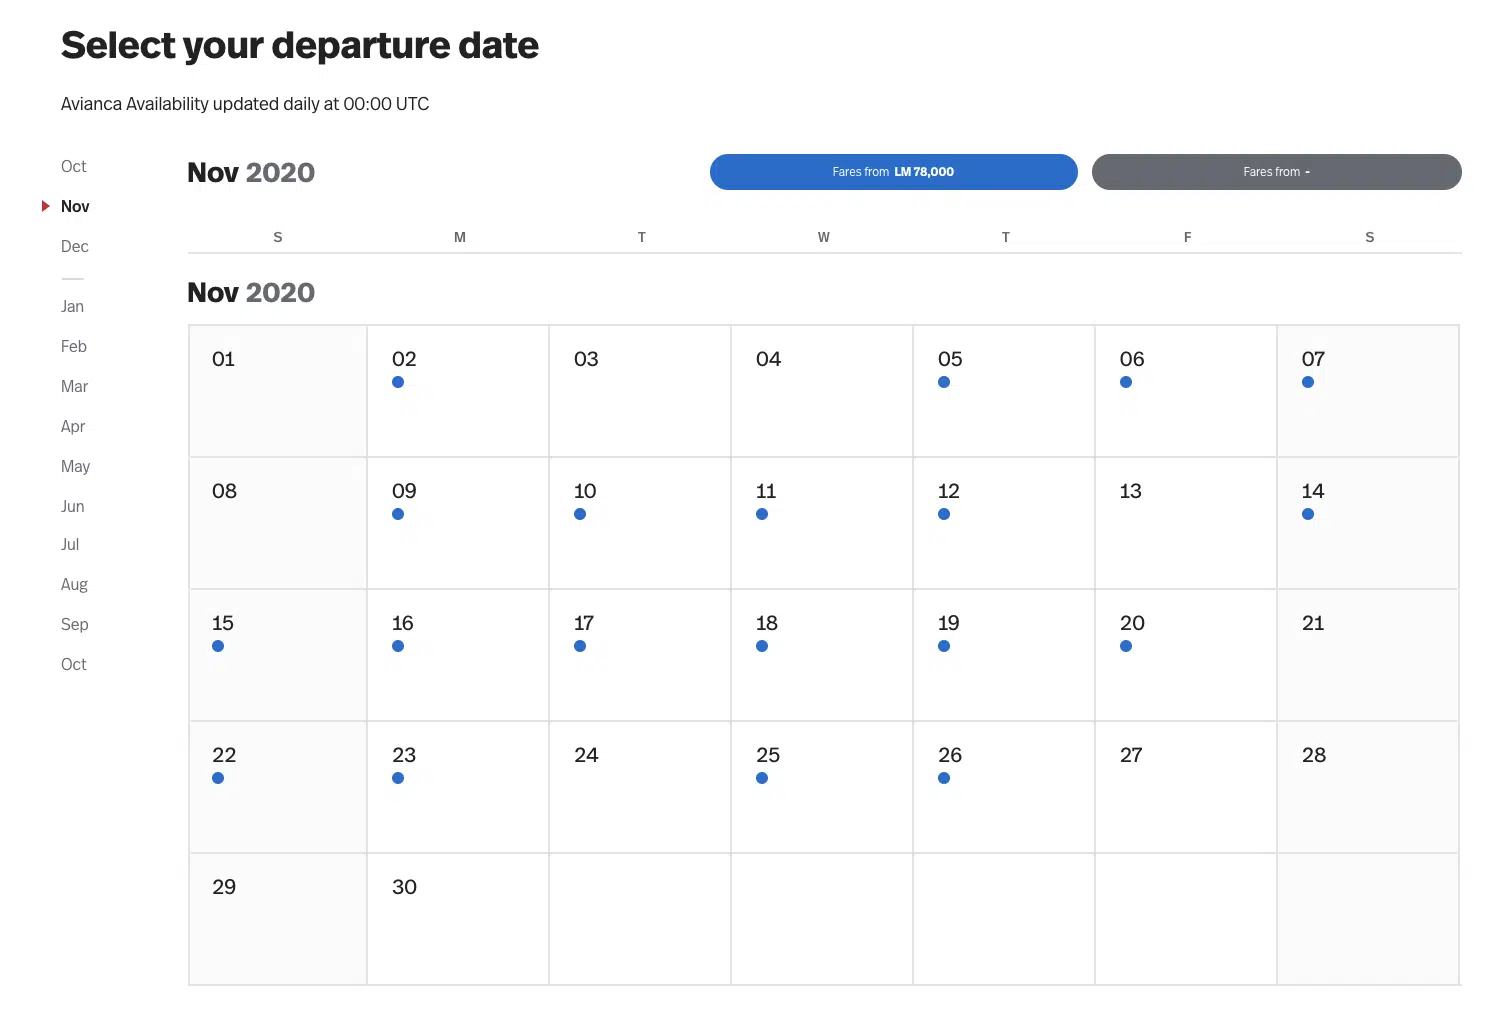 Select your departure date
Avianca Availability updated daily at 00:00 UTC
Oct
Nov
Dec
Jan
Feb
Mar
Apr
May
Jun
Jul
Aug
Sep
Oct
Nov 2020
Fares from LM 78,000
Fares from -
S M T W T F S
Nov 2020
01 02 03 04 05 06 07
08 09 10 11 12 13 14
15 16 17 18 19 20 21
22 23 24 25 26 27 28
29 30